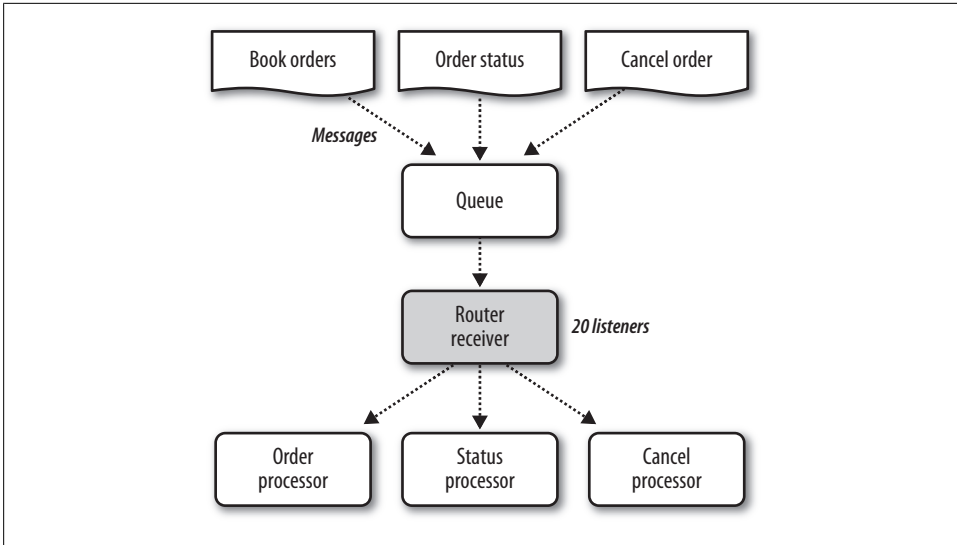 Book orders
Order status
Cancel order
Messages
Queue
Router
receiver
20 listeners
Order
processor
Status
processor
Cancel
processor